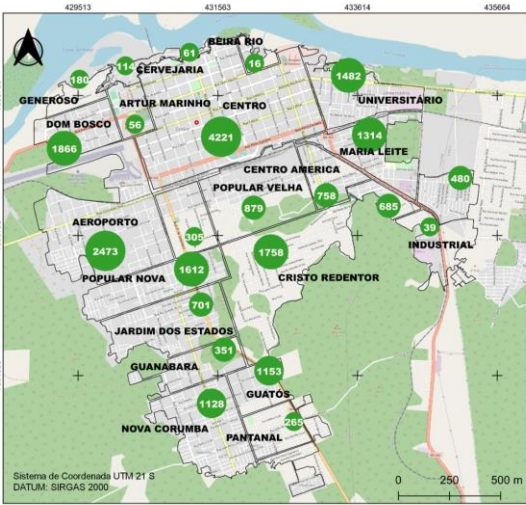 429513 431563 433614 435664
BEIRA RIO
61
16
114
CERVEJARIA
180
1482
GENEROSO
ARTUR MARINHO
CENTRO
UNIVERSITÁRIO
DOM BOSCO
56
4221
1314
1866
MARIA LEITE
CENTRO AMERICA
480
POPULAR VELHA
758
879
685
AEROPORTO
39
305
2473
1758
INDUSTRIAL
1612
POPULAR NOVA
CRISTO REDENTOR
701
JARDIM DOS ESTADOS
351
GUANABARA
1153
GUATÓS
1128
265
NOVA CORUMBA
PANTANAL
Sistema de Coordenada UTM 21 S
DATUM: SIRGAS 2000
0 250 500 m